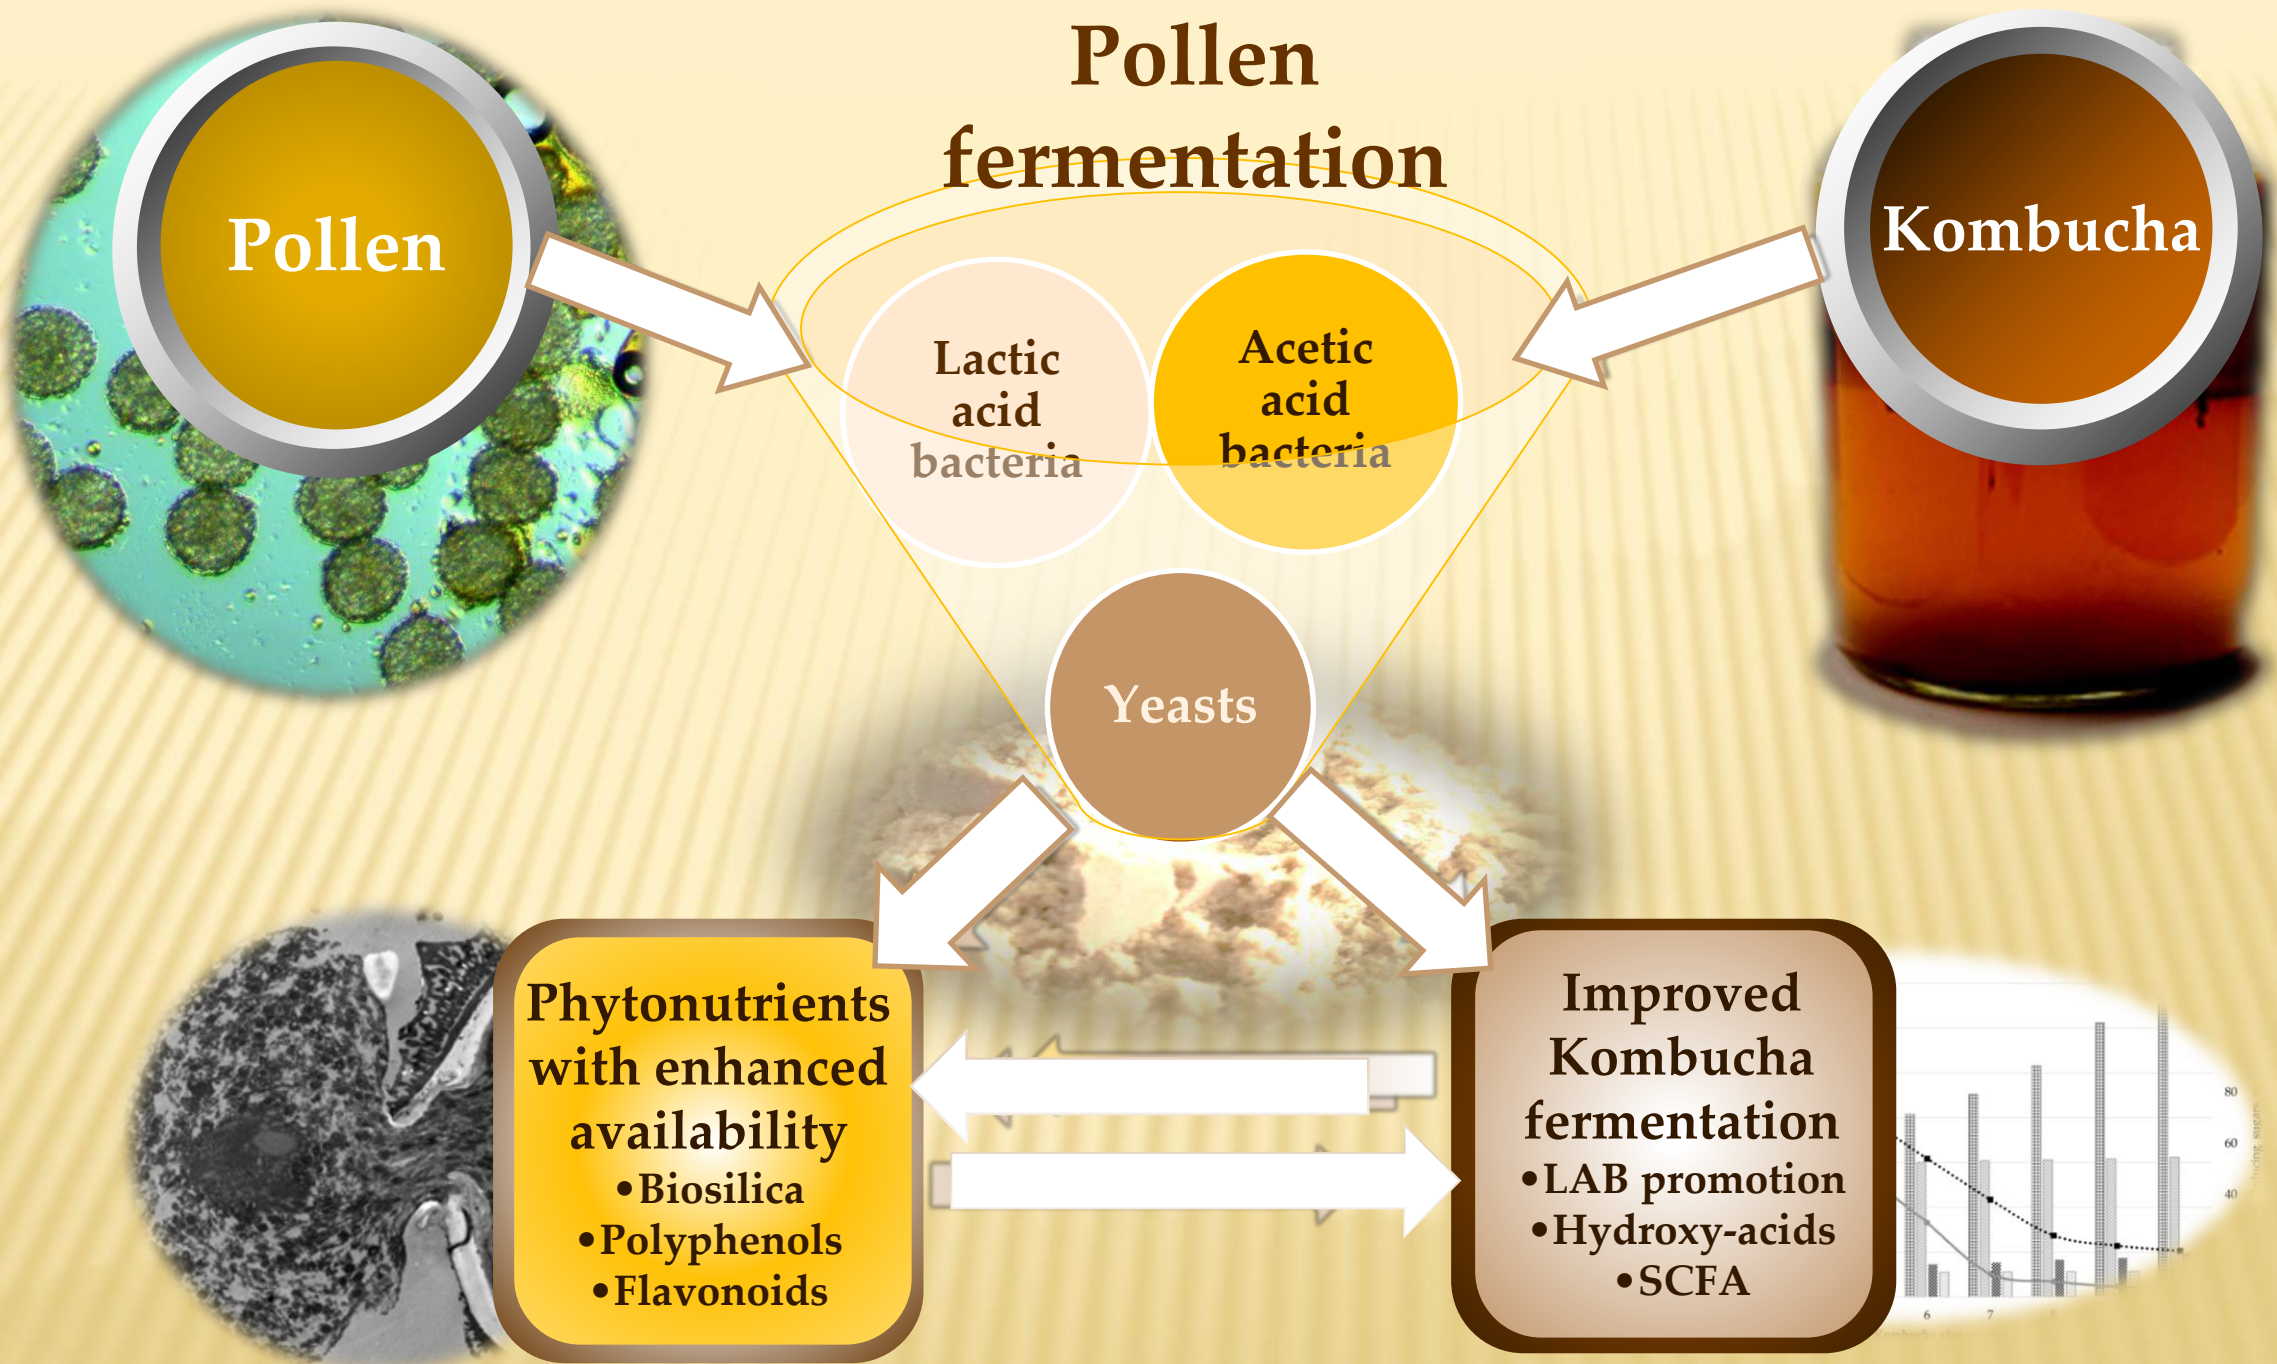 Pollen
fermentation
Pollen
Kombucha
Lactic
acid
bacteria
Acetic
acid
bacteria
Yeasts
Phytonutrients
with enhanced
availability
•Biosilica
•Polyphenols
•Flavonoids
Improved
Kombucha
fermentation
•LAB promotion
•Hydroxy-acids
•SCFA
80
60
40
6
7